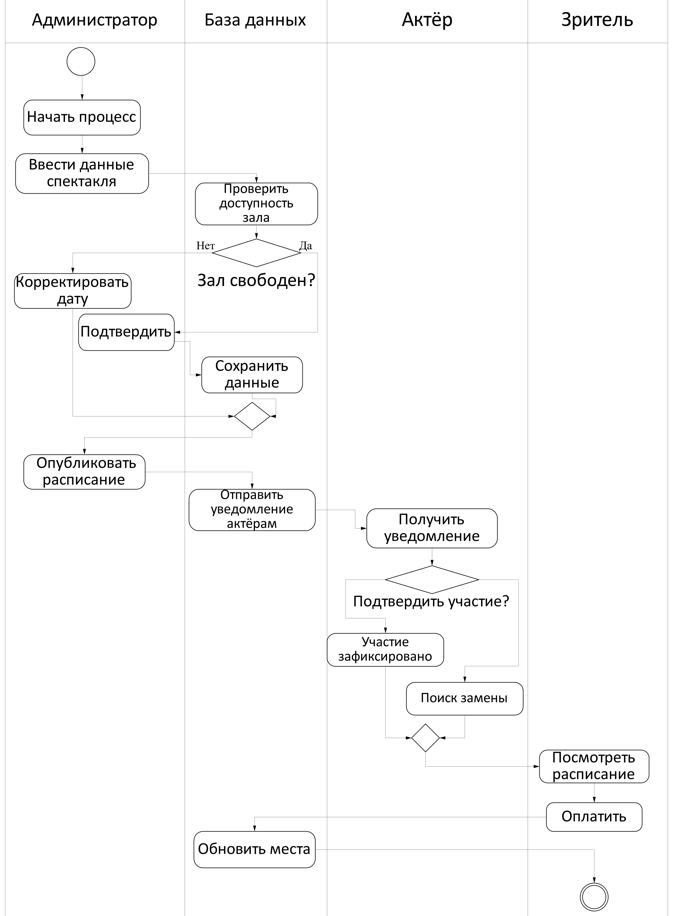 Администратор
База данных
Актёр
Зритель
Начать процесс
Ввести данные
спектакля
Проверить
доступность
зала
Нет
Да
Зал свободен?
Корректировать
дату
Подтвердить
Сохранить
данные
Опубликовать
расписание
Отправить
уведомление
актёрам
Получить
уведомление
Подтвердить участие?
Участие
зафиксировано
Поиск замены
Посмотреть
расписание
Оплатить
Обновить места